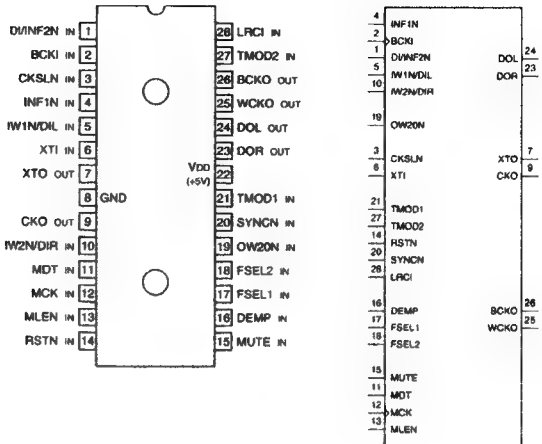 DI/INF2N IN 1
BCKI IN 2
CKSLN IN 3
INF1N IN 4
IW1N/DIL IN 5
XTI IN 6
XTO OUT 7
8 GND
CKO OUT 9
IW2N/DIR IN 10
MDT IN 11
MCK IN 12
MLEN IN 13
RSTN IN 14
28 LRCI IN
27 TMOD2 IN
26 BCKO OUT
25 WCKO OUT
24 DOL OUT
23 DOR OUT
VDD (+5V) 22
21 TMOD1 IN
20 SYNCN IN
19 OW20N IN
18 FSEL2 IN
17 FSEL1 IN
16 DEMP IN
15 MUTE IN
4 INF1N
2 BCKI
1 DI/INF2N
5 IW1N/DIL
10 IW2N/DIR
19 OW20N
3 CKSLN
6 XTI
21 TMOD1
27 TMOD2
14 RSTN
20 SYNCN
28 LRCI
16 DEMP
17 FSEL1
18 FSEL2
15 MUTE
11 MDT
12 MCK
13 MLEN
DOL 24
DOR 23
XTO 7
CKO 9
BCKO 26
WCKO 25